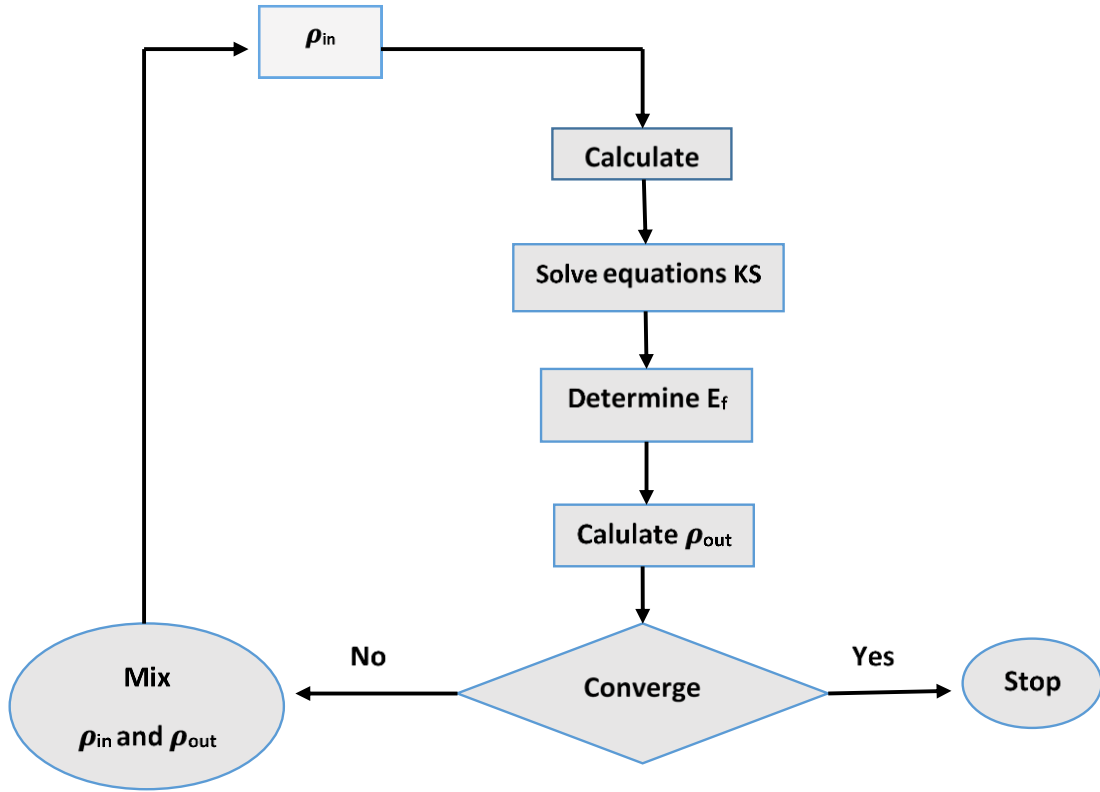 ρin
Calculate
Solve equations KS
Determine Ef
Calulate ρout
Converge
No
Yes
Mix
ρin and ρout
Stop